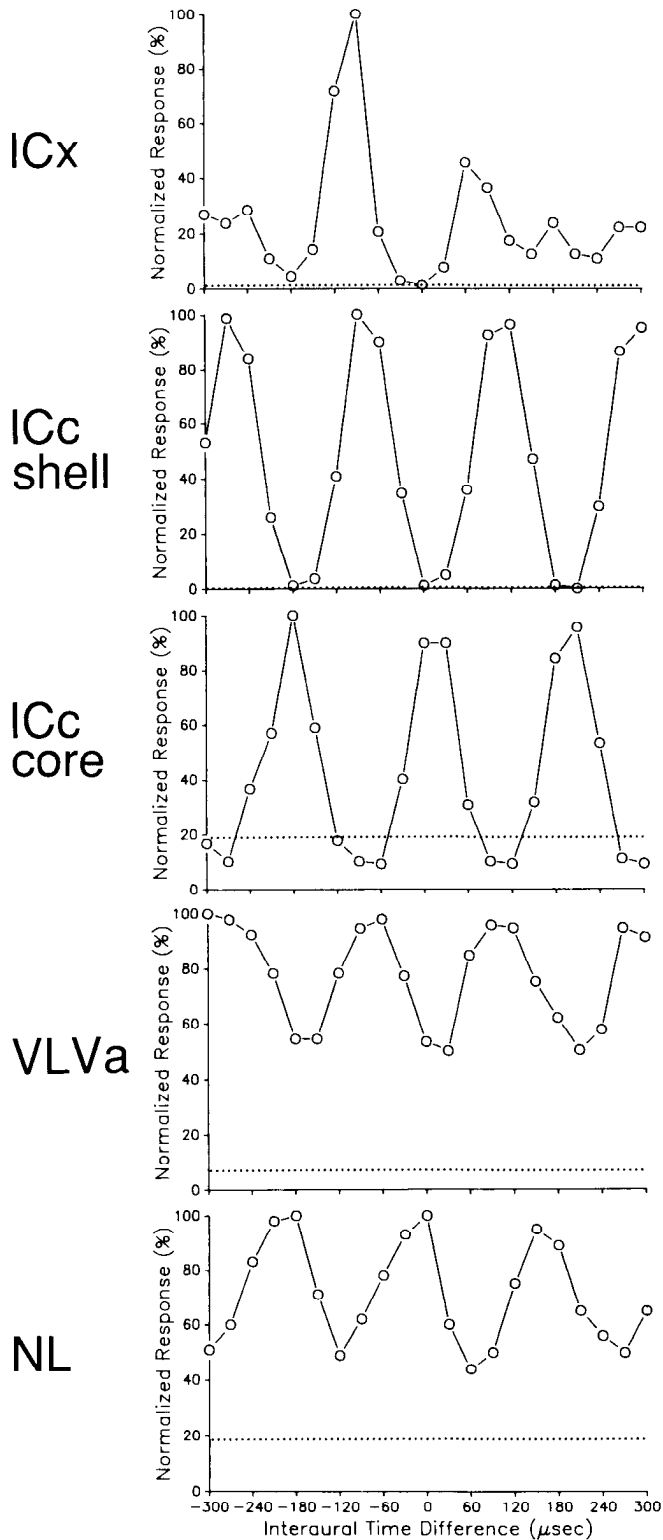 ICx
Normalized Response (%)
100
80
60
40
20
0
ICc
shell
Normalized Response (%)
100
80
60
40
20
0
ICc
core
Normalized Response (%)
100
80
60
40
20
0
VLVa
Normalized Response (%)
100
80
60
40
20
0
NL
Normalized Response (%)
100
80
60
40
20
0
−300 −240 −180 −120 −60 0 60 120 180 240 300
Interaural Time Difference (μsec)